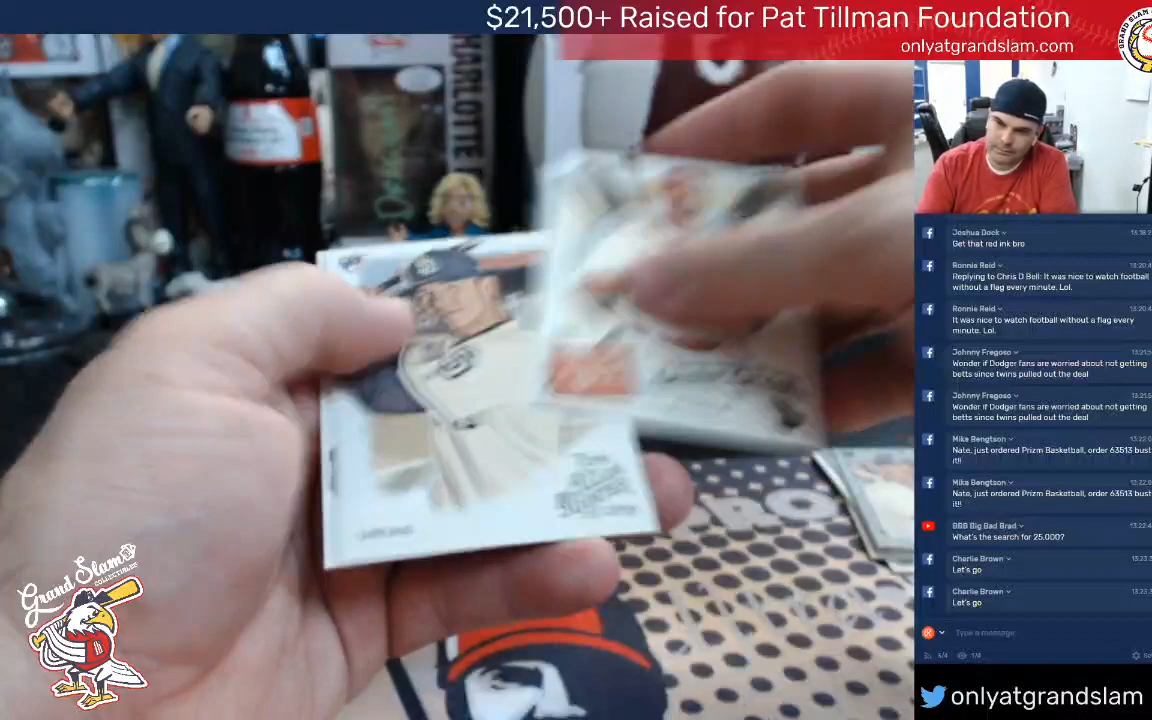 $21,500+ Raised for Pat Tillman Foundation
onlyatgrandslam.com
CHARLOTTE
Joshua Dock
Get that red ink bro
Ronnie Reid
Replying to Chris D Bell: It was nice to watch football
without a flag every minute. Lol.
Ronnie Reid
It was nice to watch football without a flag every
minute. Lol.
Johnny Fregoso
Wonder if Dodger fans are worried about not getting
betts since twins pulled out the deal
Johnny Fregoso
Wonder if Dodger fans are worried about not getting
betts since twins pulled out the deal
Mike Bengtson
Nate, just ordered Prizm Basketball, order 63513 bust
it!!
Mike Bengtson
Nate, just ordered Prizm Basketball, order 63513 bust
it!!
BBB Big Bad Brad
What's the search for 25,000?
Charlie Brown
Let's go
Charlie Brown
Let's go
Type a message
Grand Slam
COLLECTIBLES
onlyatgrandslam